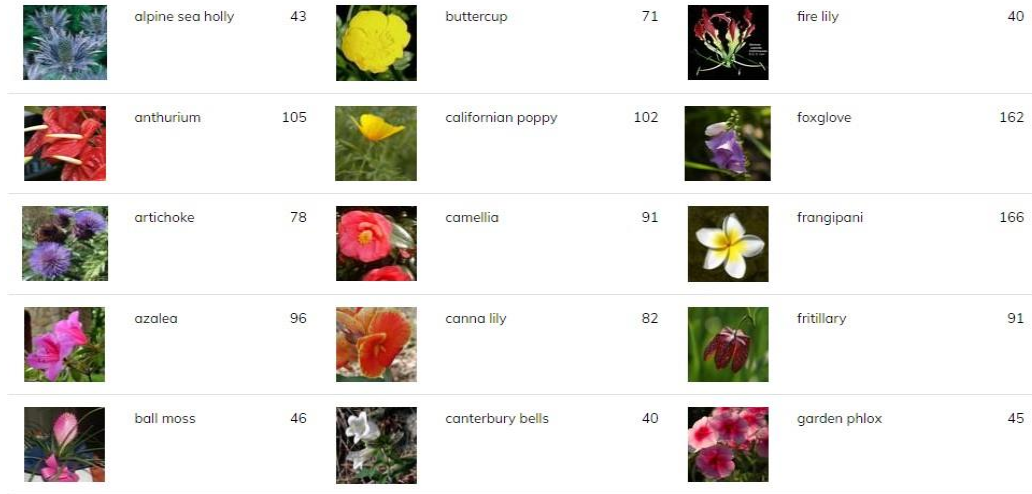 alpine sea holly 43 buttercup 71 fire lily 40
anthurium 105 californian poppy 102 foxglove 162
artichoke 78 camellia 91 frangipani 166
azalea 96 canna lily 82 fritillary 91
ball moss 46 canterbury bells 40 garden phlox 45